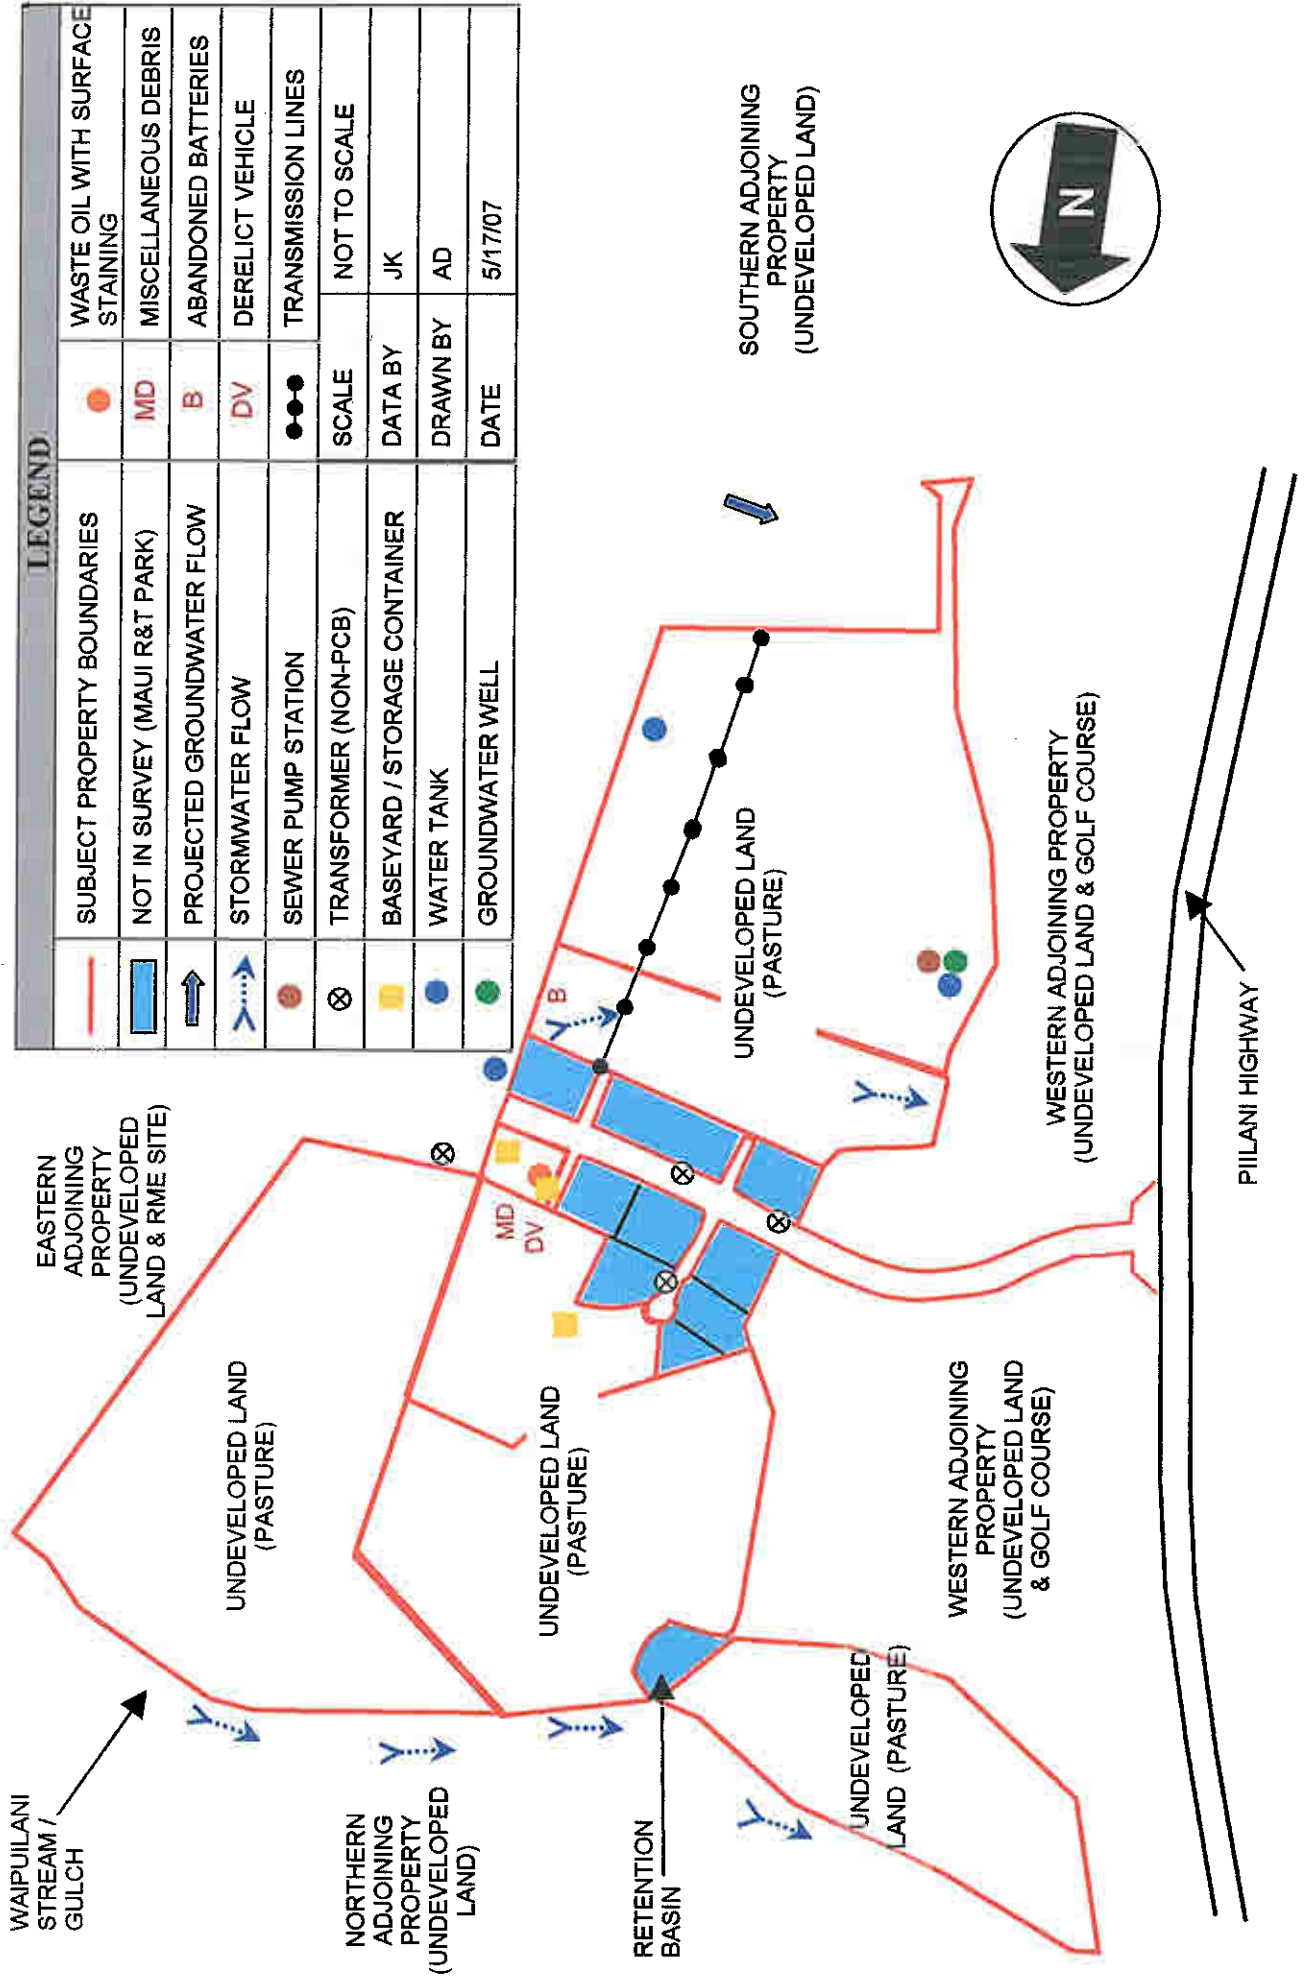 LEGEND
SUBJECT PROPERTY BOUNDARIES
NOT IN SURVEY (MAUI R&T PARK)
PROJECTED GROUNDWATER FLOW
STORMWATER FLOW
SEWER PUMP STATION
TRANSFORMER (NON-PCB)
BASEYARD / STORAGE CONTAINER
WATER TANK
GROUNDWATER WELL
WASTE OIL WITH SURFACE
STAINING
MD
MISCELLANEOUS DEBRIS
B
ABANDONED BATTERIES
DV
DERELICT VEHICLE
TRANSMISSION LINES
SCALE
NOT TO SCALE
DATA BY
JK
DRAWN BY
AD
DATE
5/17/07
WAIPUILANI
STREAM /
GULCH
EASTERN
ADJOINING
PROPERTY
(UNDEVELOPED
LAND & RME SITE)
UNDEVELOPED LAND
(PASTURE)
NORTHERN
ADJOINING
PROPERTY
(UNDEVELOPED
LAND)
MD
DV
B
UNDEVELOPED LAND
(PASTURE)
UNDEVELOPED LAND
(PASTURE)
SOUTHERN ADJOINING
PROPERTY
(UNDEVELOPED LAND)
RETENTION
BASIN
UNDEVELOPED
LAND (PASTURE)
WESTERN ADJOINING
PROPERTY
(UNDEVELOPED LAND
& GOLF COURSE)
WESTERN ADJOINING PROPERTY
(UNDEVELOPED LAND & GOLF COURSE)
N
PIILANI HIGHWAY